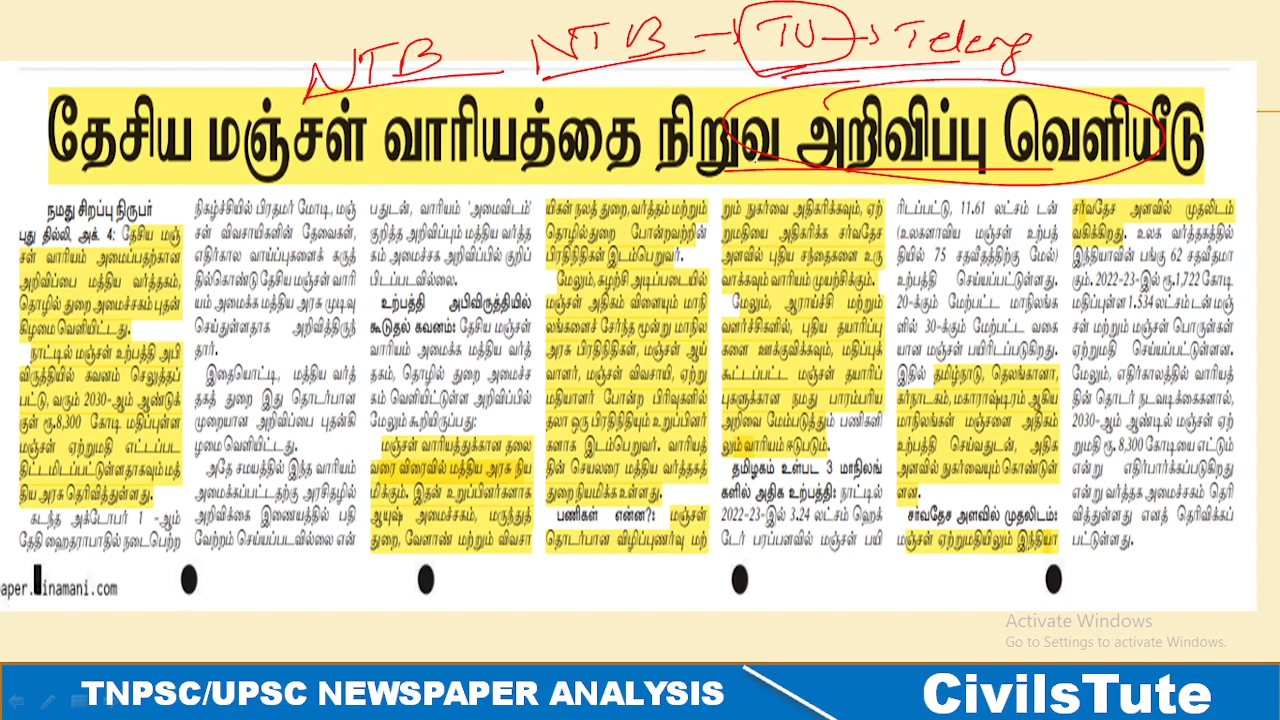 NTB NTB → TU → Teleng
தேசிய மஞ்சள் வாரியத்தை நிறுவ அறிவிப்பு வெளியீடு
நமது சிறப்பு நிருபர்
புது தில்லி, அக். 4: தேசிய மஞ்
சள் வாரியம் அமைப்பதற்கான
அறிவிப்பை மத்திய வர்த்தகம்,
தொழில் துறை அமைச்சகம் புதன்
கிழமை வெளியிட்டது.
நாட்டில் மஞ்சள் உற்பத்தி அபி
விருத்தியில் கவனம் செலுத்தப்
பட்டு, வரும் 2030-ஆம் ஆண்டுக்
குள் ரூ.8,300 கோடி மதிப்புள்ள
மஞ்சள் ஏற்றுமதி எட்டப்பட
திட்டமிடப்பட்டுள்ளதாகவும் மத்
திய அரசு தெரிவித்துள்ளது.
கடந்த அக்டோபர் 1 -ஆம்
தேதி ஹைதராபாதில் நடைபெற்ற
நிகழ்ச்சியில் பிரதமர் மோடி, மஞ்
சள் விவசாயிகளின் தேவைகள்,
எதிர்கால வாய்ப்புகளைக் கருத்
தில்கொண்டு தேசிய மஞ்சள் வாரி
யம் அமைக்க மத்திய அரசு முடிவு
செய்துள்ளதாக அறிவித்திருந்
தார்.
இதையொட்டி, மத்திய வர்த்
தகத் துறை இது தொடர்பான
முறையான அறிவிப்பை புதன்கி
ழமை வெளியிட்டது.
அதே சமயத்தில் இந்த வாரியம்
அமைக்கப்பட்டதற்கு அரசிதழில்
அறிவிக்கை இணையத்தில் பதி
வேற்றம் செய்யப்படவில்லை என்
பதுடன், வாரியம் 'அமைவிடம்'
குறித்த அறிவிப்பும் மத்திய வர்த்த
கம் அமைச்சக அறிவிப்பில் குறிப்
பிடப்படவில்லை.
உற்பத்தி அபிவிருத்தியில்
கூடுதல் கவனம்: தேசிய மஞ்சள்
வாரியம் அமைக்க மத்திய வர்த்
தகம், தொழில் துறை அமைச்ச
கம் வெளியிட்டுள்ள அறிவிப்பில்
மேலும் கூறியிருப்பது:
மஞ்சள் வாரியத்துக்கான தலை
வரை விரைவில் மத்திய அரசு நிய
மிக்கும். இதன் உறுப்பினர்களாக
ஆயுஷ் அமைச்சகம், மருந்துத்
துறை, வேளாண் மற்றும் விவசா
யிகள் நலத் துறை, வர்த்தம் மற்றும்
தொழில் துறை போன்றவற்றின்
பிரதிநிதிகள் இடம்பெறுவர்.
மேலும், சுழற்சி அடிப்படையில்
மஞ்சள் அதிகம் விளையும் மாநி
லங்களைச் சேர்ந்த மூன்று மாநில
அரசு பிரதிநிதிகள், மஞ்சள் ஆய்
வாளர், மஞ்சள் விவசாயி, ஏற்று
மதியாளர் போன்ற பிரிவுகளில்
தலா ஒரு பிரதிநிதியும் உறுப்பினர்
களாக இடம்பெறுவர். வாரியத்
தின் செயலரை மத்திய வர்த்தகத்
துறை நியமிக்க உள்ளது.
பணிகள் என்ன?: மஞ்சள்
தொடர்பான விழிப்புணர்வு மற்
றும் நுகர்வை அதிகரிக்கவும், ஏற்
றுமதியை அதிகரிக்க சர்வதேச
அளவில் புதிய சந்தைகளை உரு
வாக்கவும் வாரியம் முயற்சிக்கும்.
மேலும், ஆராய்ச்சி மற்றும்
வளர்ச்சிகளில், புதிய தயாரிப்பு
களை ஊக்குவிக்கவும், மதிப்புக்
கூட்டப்பட்ட மஞ்சள் தயாரிப்
புகளுக்கான நமது பாரம்பரிய
அறிவை மேம்படுத்தும் பணிகளி
லும் வாரியம் ஈடுபடும்.
தமிழகம் உள்பட 3 மாநிலங்
களில் அதிக உற்பத்தி: நாட்டில்
2022-23-இல் 3.24 லட்சம் ஹெக்
டேர் பரப்பளவில் மஞ்சள் பயி
ரிடப்பட்டு, 11.61 லட்சம் டன்
(உலகளாவிய மஞ்சள் உற்பத்
தியில் 75 சதவீதத்திற்கு மேல்)
உற்பத்தி செய்யப்பட்டுள்ளது.
20-க்கும் மேற்பட்ட மாநிலங்க
ளில் 30-க்கும் மேற்பட்ட வகை
யான மஞ்சள் பயிரிடப்படுகிறது.
இதில் தமிழ்நாடு, தெலங்கானா,
கர்நாடகம், மகாராஷ்டிரம் ஆகிய
மாநிலங்கள் மஞ்சளை அதிகம்
உற்பத்தி செய்வதுடன், அதிக
அளவில் நுகர்வையும் கொண்டுள்
ளன.
சர்வதேச அளவில் முதலிடம்:
மஞ்சள் ஏற்றுமதியிலும் இந்தியா
சர்வதேச அளவில் முதலிடம்
வகிக்கிறது. உலக வர்த்தகத்தில்
இந்தியாவின் பங்கு 62 சதவீதமா
கும். 2022-23-இல் ரூ.1,722 கோடி
மதிப்புள்ள 1.534 லட்சம் டன் மஞ்
சள் மற்றும் மஞ்சள் பொருள்கள்
ஏற்றுமதி செய்யப்பட்டுள்ளன.
மேலும், எதிர்காலத்தில் வாரியத்
தின் தொடர் நடவடிக்கைகளால்,
2030-ஆம் ஆண்டில் மஞ்சள் ஏற்
றுமதி ரூ.8,300 கோடியை எட்டும்
என்று எதிர்பார்க்கப்படுகிறது
என்று வர்த்தக அமைச்சகம் தெரி
வித்துள்ளது எனத் தெரிவிக்கப்
பட்டுள்ளது.
paper.dinamani.com
Activate Windows
Go to Settings to activate Windows.
TNPSC/UPSC NEWSPAPER ANALYSIS
CivilsTute